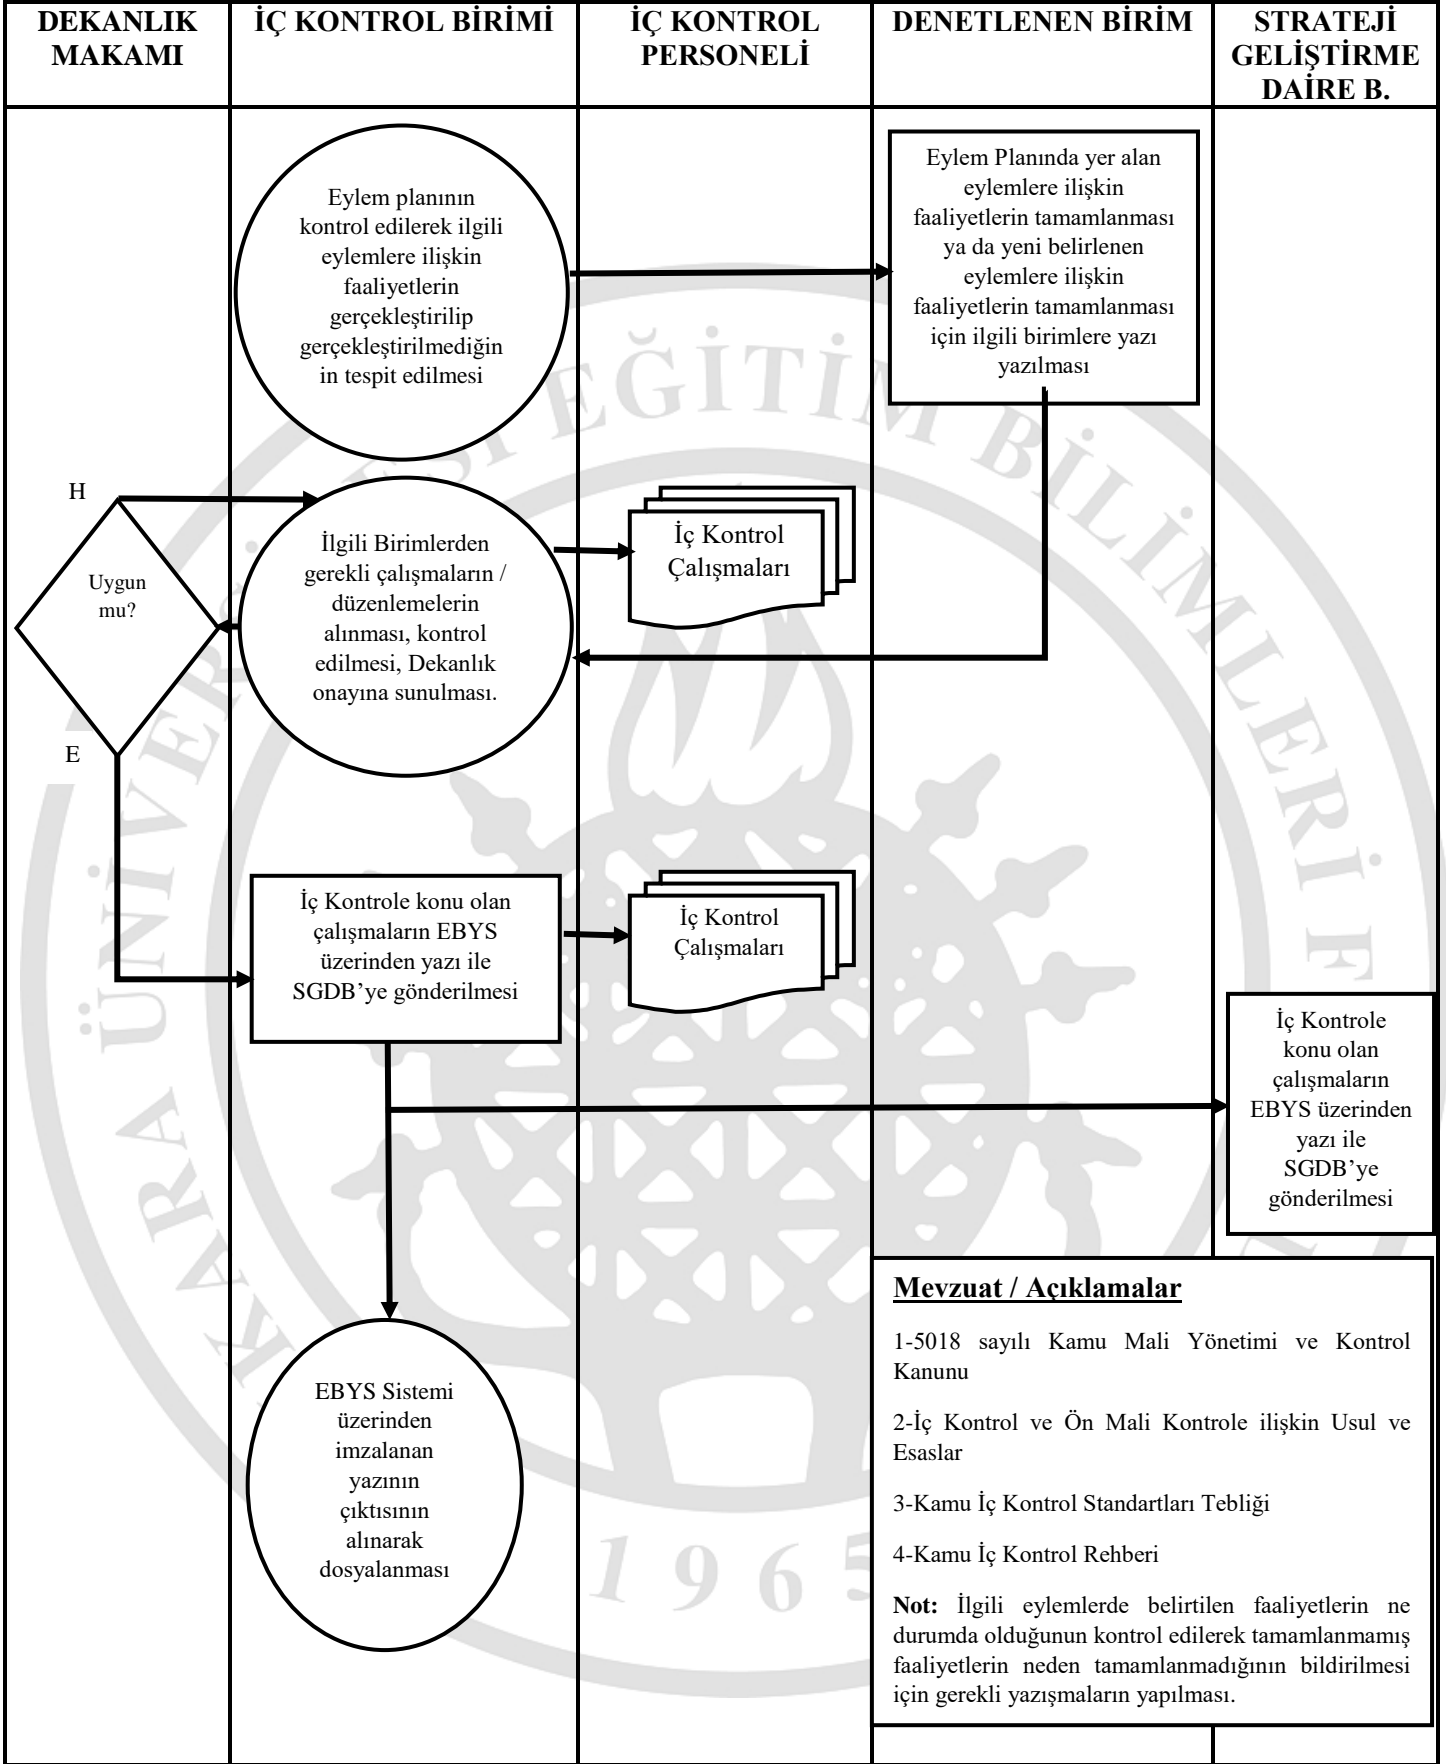 DEKANLIK
MAKAMI
İÇ KONTROL BİRİMİ
İÇ KONTROL
PERSONELİ
DENETLENEN BİRİM
STRATEJİ
GELİŞTİRME
DAİRE B.
Eylem planının
kontrol edilerek ilgili
eylemlere ilişkin
faaliyetlerin
gerçekleştirilip
gerçekleştirilmediğin
in tespit edilmesi
Eylem Planında yer alan
eylemlere ilişkin
faaliyetlerin tamamlanması
ya da yeni belirlenen
eylemlere ilişkin
faaliyetlerin tamamlanması
için ilgili birimlere yazı
yazılması
H
Uygun
mu?
E
İlgili Birimlerden
gerekli çalışmaların /
düzenlemelerin
alınması, kontrol
edilmesi, Dekanlık
onayına sunulması.
İç Kontrol
Çalışmaları
İç Kontrole konu olan
çalışmaların EBYS
üzerinden yazı ile
SGDB’ye gönderilmesi
İç Kontrol
Çalışmaları
İç Kontrole
konu olan
çalışmaların
EBYS üzerinden
yazı ile
SGDB’ye
gönderilmesi
EBYS Sistemi
üzerinden
imzalanan
yazının
çıktısının
alınarak
dosyalanması
Mevzuat / Açıklamalar
1-5018 sayılı Kamu Mali Yönetimi ve Kontrol
Kanunu
2-İç Kontrol ve Ön Mali Kontrole ilişkin Usul ve
Esaslar
3-Kamu İç Kontrol Standartları Tebliği
4-Kamu İç Kontrol Rehberi
Not: İlgili eylemlerde belirtilen faaliyetlerin ne
durumda olduğunun kontrol edilerek tamamlanmamış
faaliyetlerin neden tamamlanmadığının bildirilmesi
için gerekli yazışmaların yapılması.
EĞİTİM BİLİMLERİ
1965